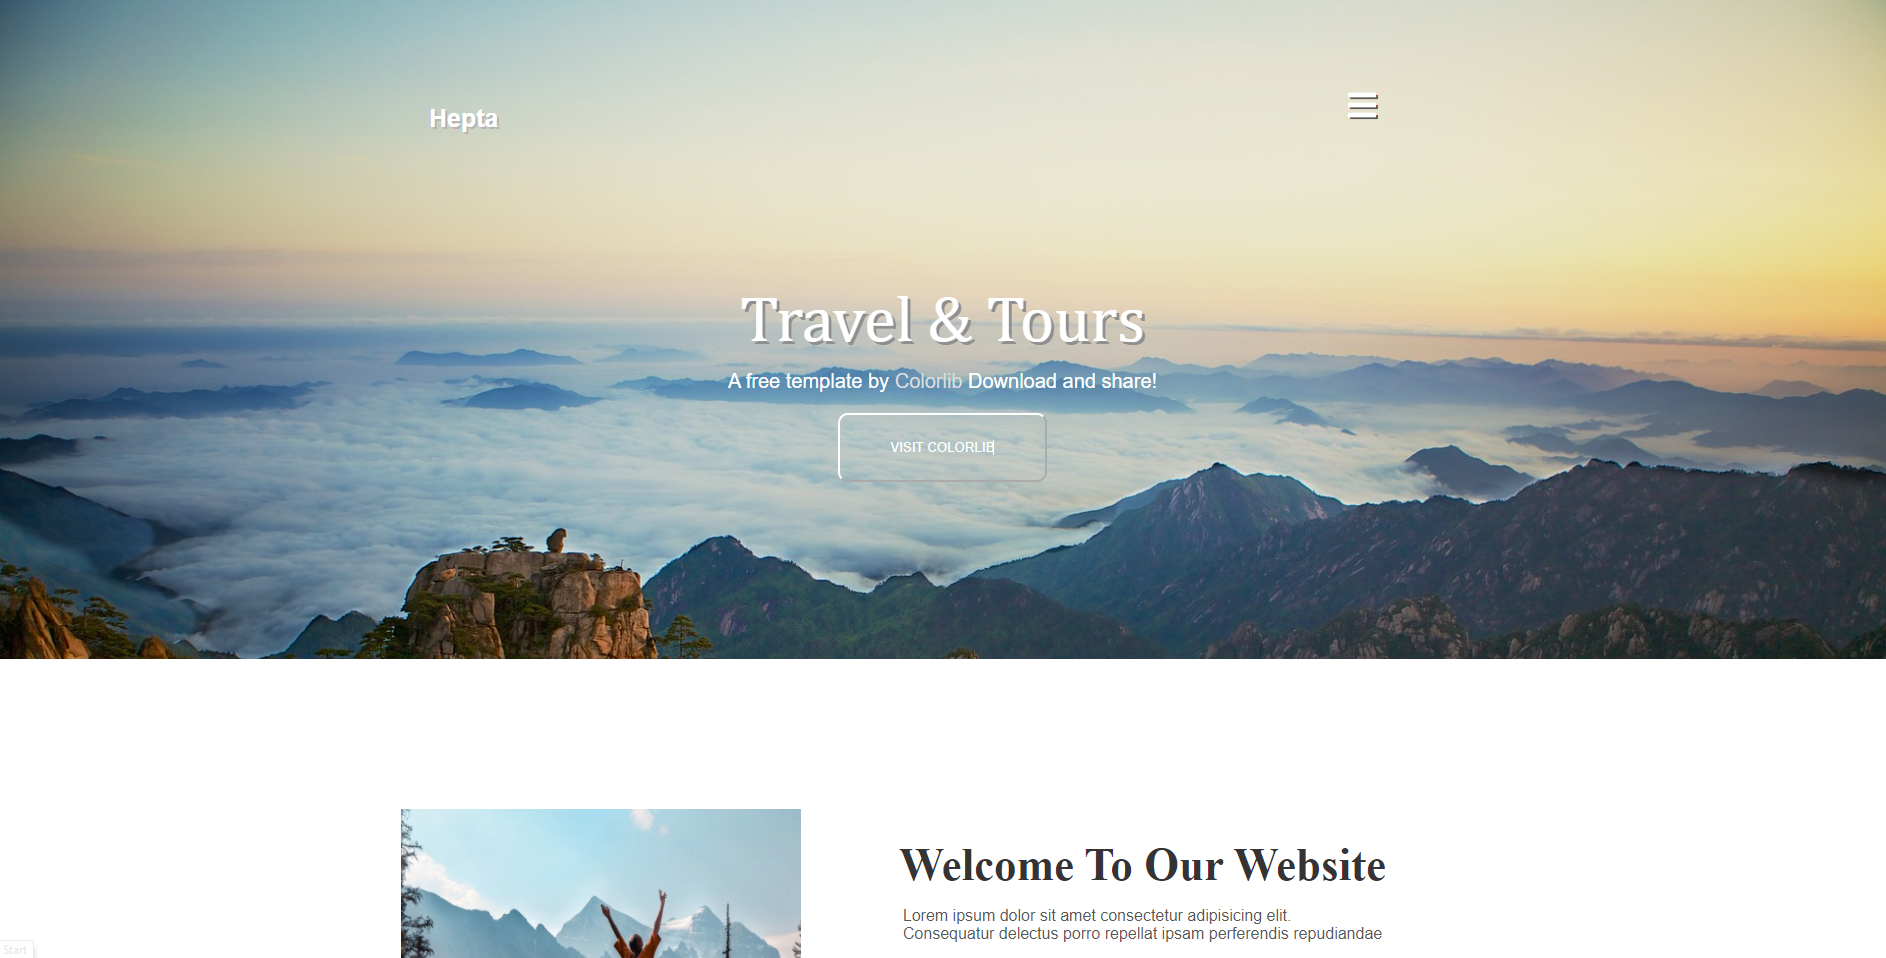 Hepta
Travel & Tours
A free template by Colorlib Download and share!
VISIT COLORLIB
Welcome To Our Website
Lorem ipsum dolor sit amet consectetur adipisicing elit.
Consequatur delectus porro repellat ipsam perferendis repudiandae
Start